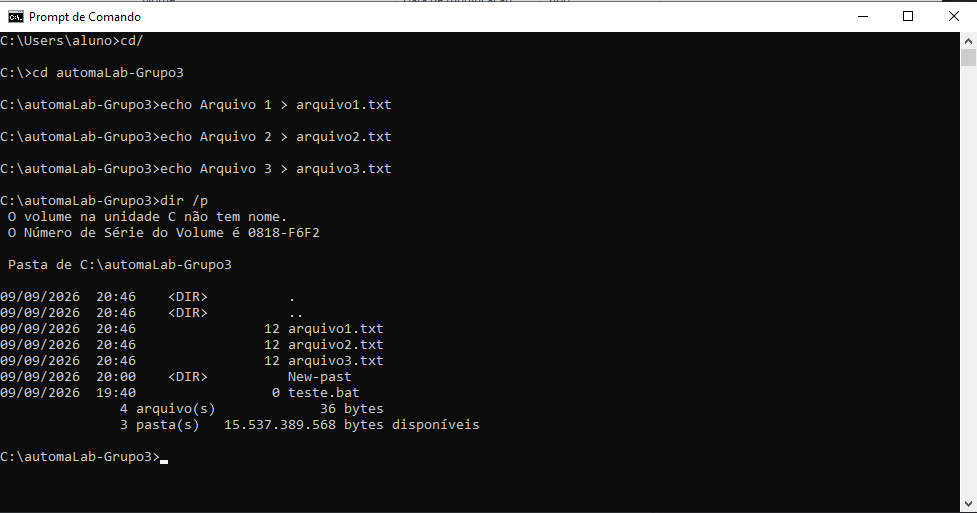 Prompt de Comando
C:\Users\aluno>cd/
C:\>cd automaLab-Grupo3
C:\automaLab-Grupo3>echo Arquivo 1 > arquivo1.txt
C:\automaLab-Grupo3>echo Arquivo 2 > arquivo2.txt
C:\automaLab-Grupo3>echo Arquivo 3 > arquivo3.txt
C:\automaLab-Grupo3>dir /p
 O volume na unidade C não tem nome.
 O Número de Série do Volume é 0818-F6F2
 Pasta de C:\automaLab-Grupo3
09/09/2026  20:46    <DIR>          .
09/09/2026  20:46    <DIR>          ..
09/09/2026  20:46                12 arquivo1.txt
09/09/2026  20:46                12 arquivo2.txt
09/09/2026  20:46                12 arquivo3.txt
09/09/2026  20:00    <DIR>          New-past
09/09/2026  19:40                 0 teste.bat
               4 arquivo(s)             36 bytes
               3 pasta(s)   15.537.389.568 bytes disponíveis
C:\automaLab-Grupo3>